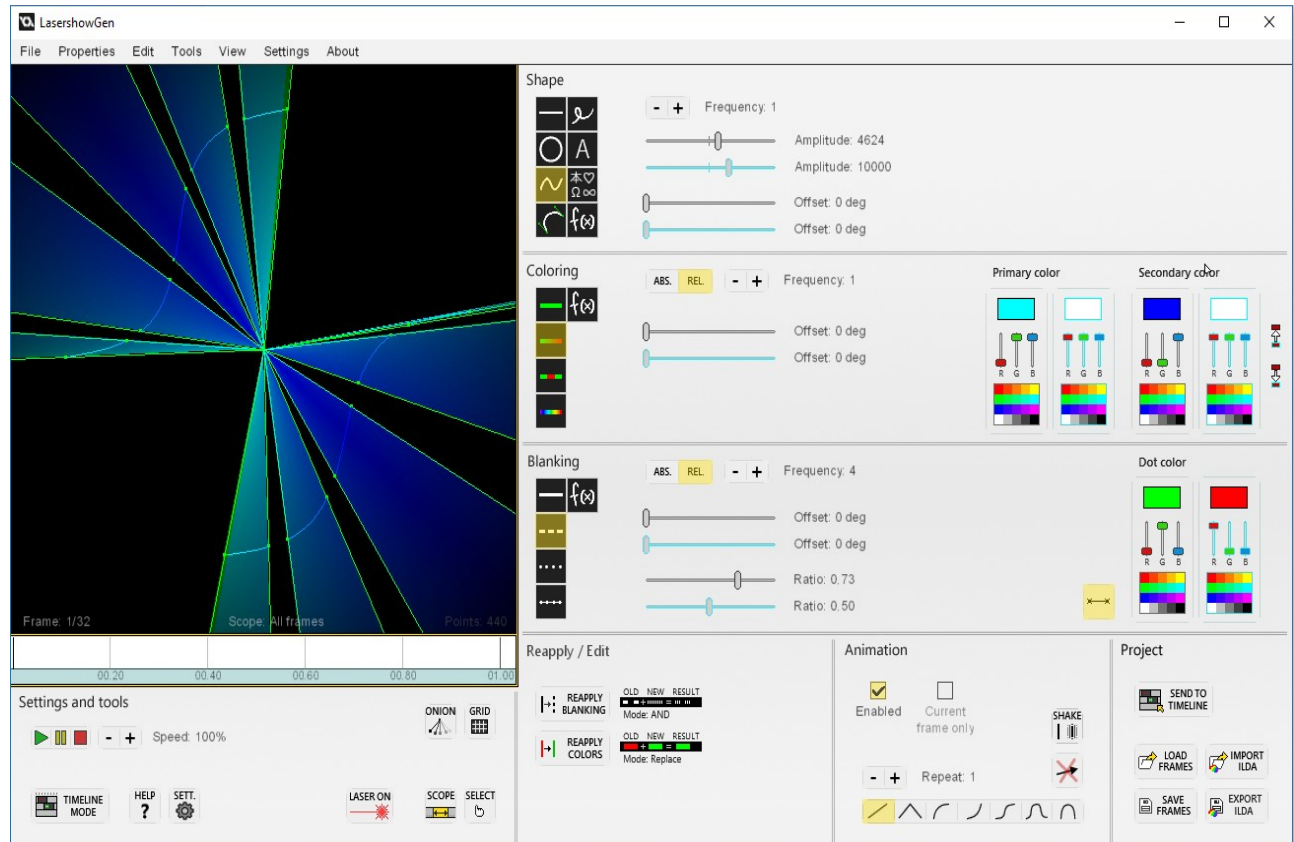 LasershowGen
File Properties Edit Tools View Settings About
Shape
Frequency: 1
Amplitude: 4624
Amplitude: 10000
Offset: 0 deg
Offset: 0 deg
A
本♡
Ω∞
f(x)
Coloring
ABS. REL. - + Frequency: 1
f(x)
Offset: 0 deg
Offset: 0 deg
Primary color
Secondary color
R G B R G B R G B R G B
Blanking
ABS. REL. - + Frequency: 4
f(x)
Offset: 0 deg
Offset: 0 deg
Ratio: 0.73
Ratio: 0.50
Dot color
R G B R G B
Frame: 1/32 Scope: All frames Points: 440
00.20 00.40 00.60 00.80 01.00
Settings and tools
- + Speed: 100%
ONION GRID
TIMELINE
MODE
HELP
?
SETT.
LASER ON
SCOPE SELECT
Reapply / Edit
REAPPLY
BLANKING
OLD NEW RESULT
Mode: AND
REAPPLY
COLORS
OLD NEW RESULT
Mode: Replace
Animation
Enabled
Current
frame only
SHAKE
- + Repeat: 1
Project
SEND TO
TIMELINE
LOAD
FRAMES
IMPORT
ILDA
SAVE
FRAMES
EXPORT
ILDA